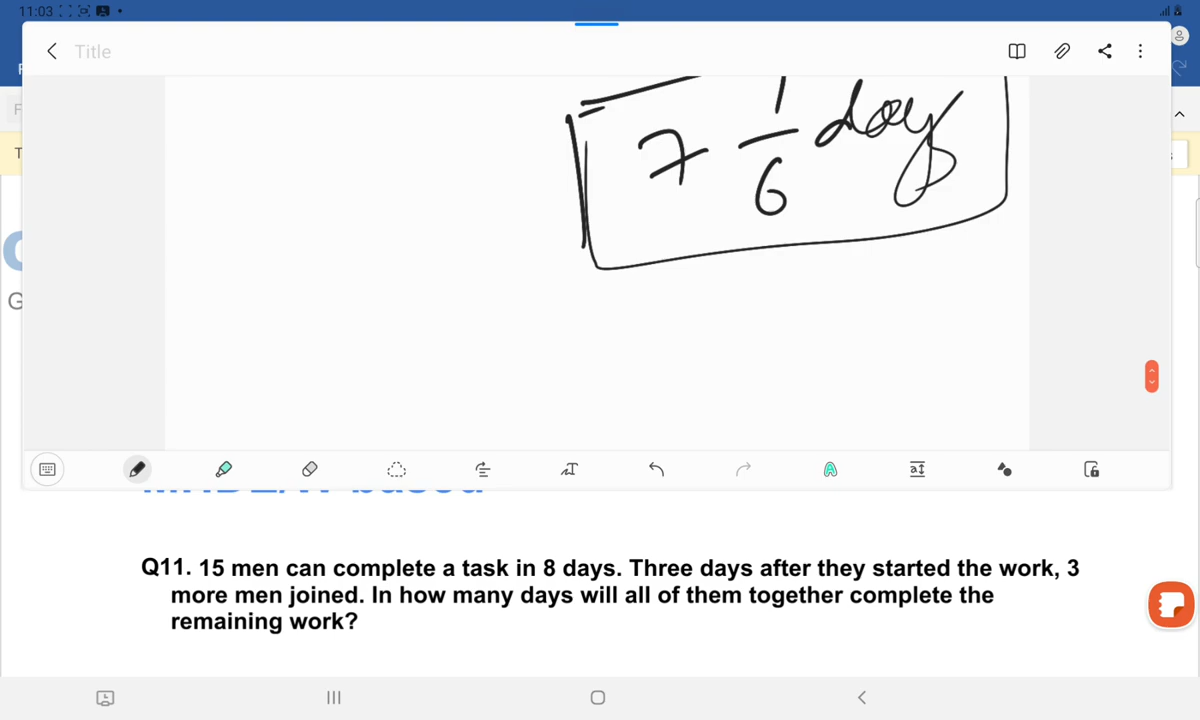 11:03
Title
7 1/6 day
Q11. 15 men can complete a task in 8 days. Three days after they started the work, 3
more men joined. In how many days will all of them together complete the
remaining work?